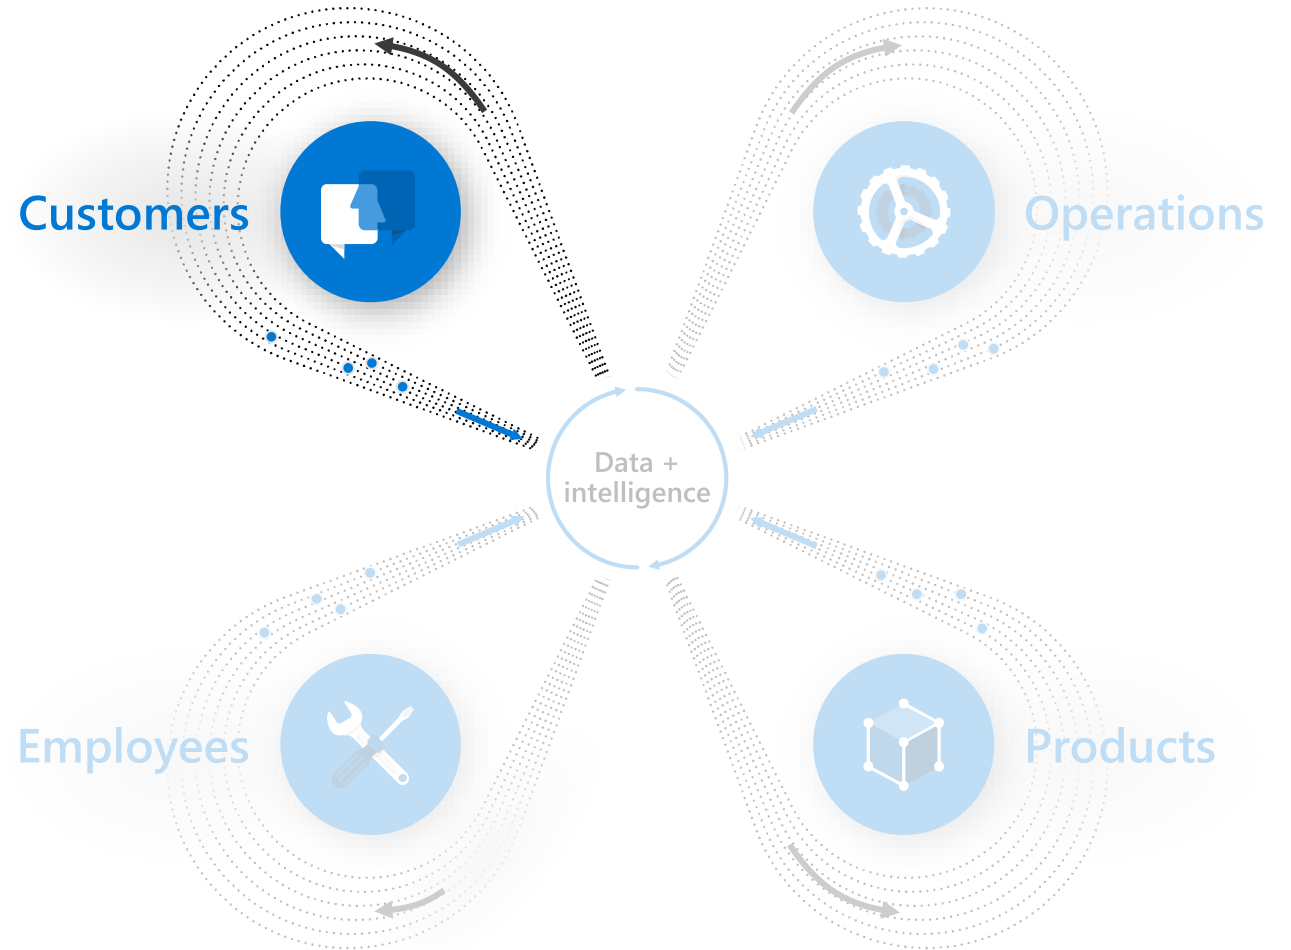 Customers
Operations
Data +
intelligence
Employees
Products